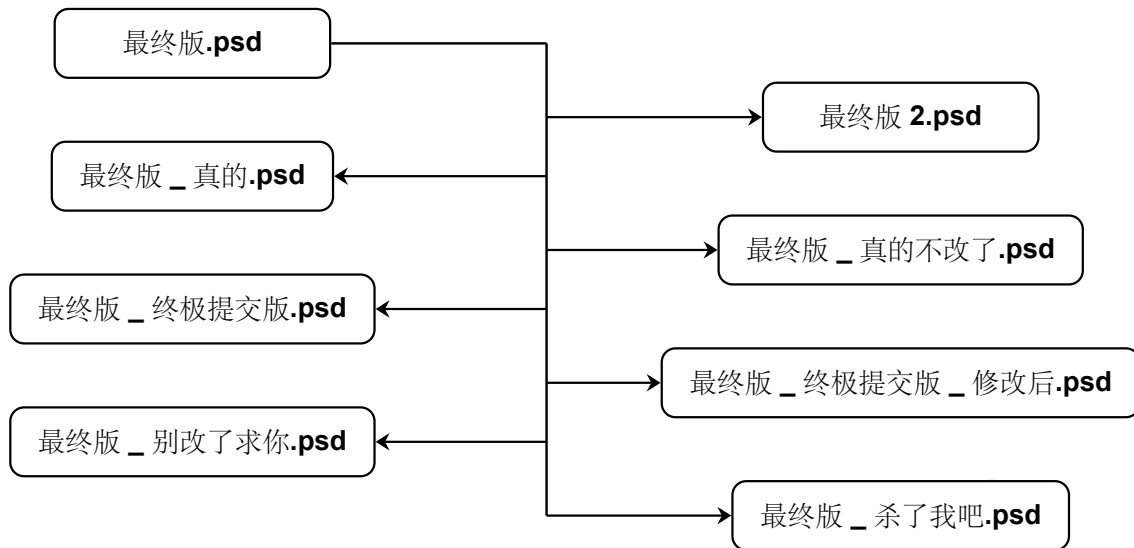 最终版.psd
最终版 2.psd
最终版 _ 真的.psd
最终版 _ 真的不改了.psd
最终版 _ 终极提交版.psd
最终版 _ 终极提交版 _ 修改后.psd
最终版 _ 别改了求你.psd
最终版 _ 杀了我吧.psd